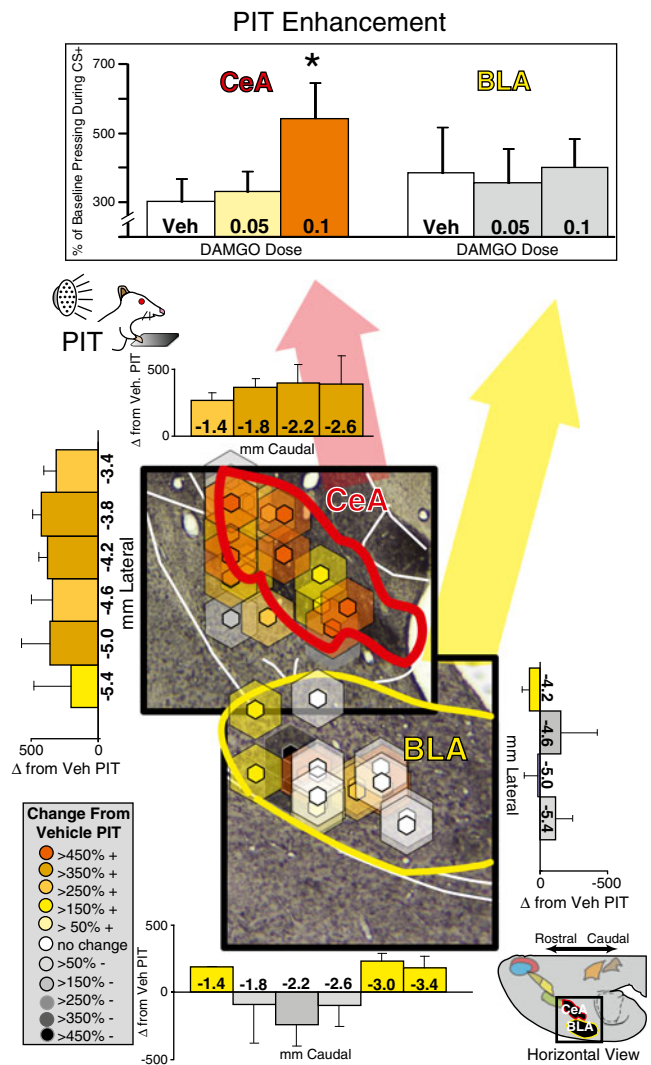 PIT Enhancement
% of Baseline Pressing During CS+
700
500
300
*
CeA
BLA
Veh 0.05 0.1
Veh 0.05 0.1
DAMGO Dose
DAMGO Dose
PIT
Δ from Veh. PIT
500
0
-1.4 -1.8 -2.2 -2.6
mm Caudal
-3.4
-3.8
-4.2
-4.6
-5.0
-5.4
mm Lateral
500 0
Δ from Veh PIT
CeA
BLA
-4.2
-4.6
-5.0
-5.4
mm Lateral
0 -500
Δ from Veh PIT
Change From
Vehicle PIT
>450% +
>350% +
>250% +
>150% +
> 50% +
no change
>50% -
>150% -
>250% -
>350% -
>450% -
Δ from Veh PIT
500
0
-500
-1.4 -1.8 -2.2 -2.6 -3.0 -3.4
mm Caudal
Rostral Caudal
CeA
BLA
Horizontal View